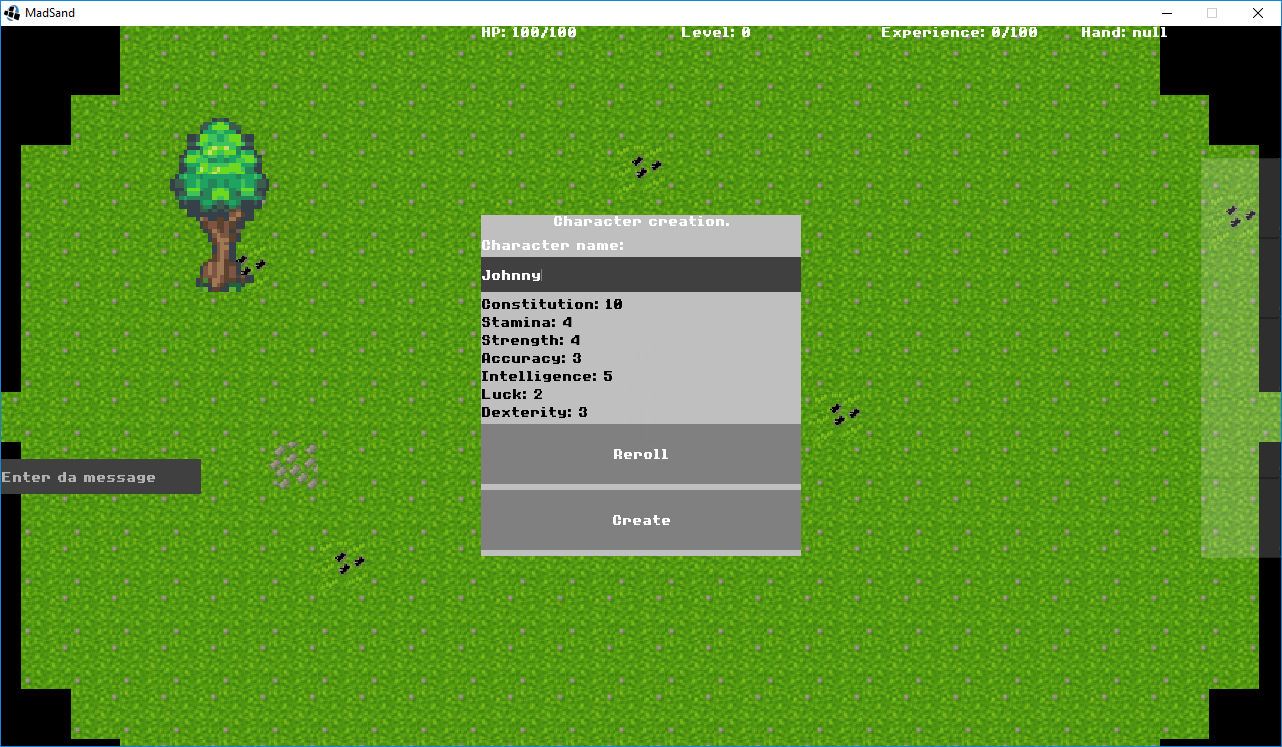 MadSand
HP: 100/100 Level: 0 Experience: 0/100 Hand: null
Character creation.
Character name:
Johnny
Constitution: 10
Stamina: 4
Strength: 4
Accuracy: 3
Intelligence: 5
Luck: 2
Dexterity: 3
Reroll
Enter da message
Create